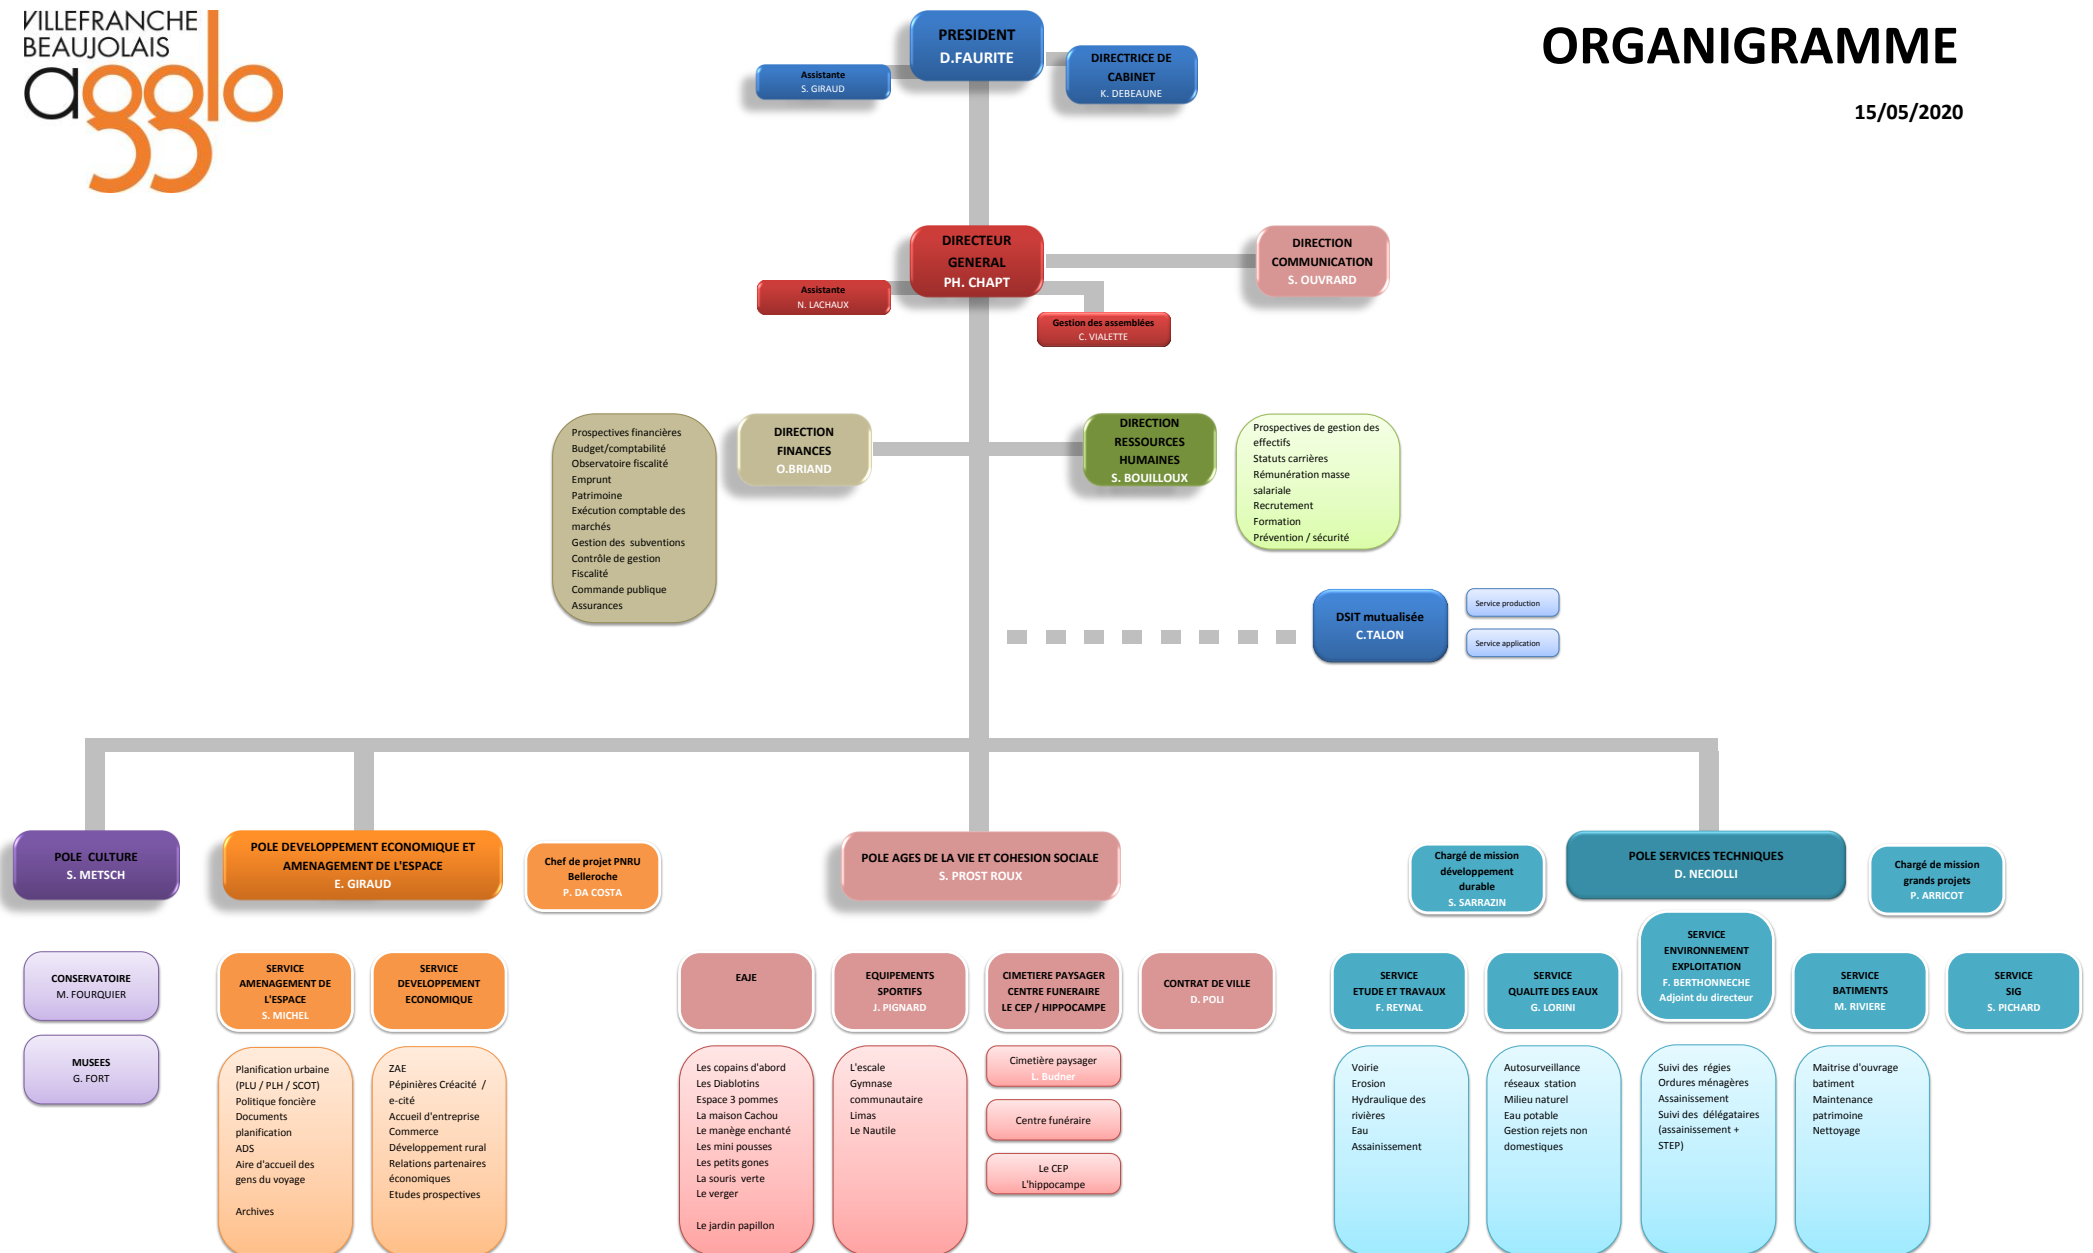 VILLEFRANCHE
BEAUJOLAIS
agglo
ORGANIGRAMME
15/05/2020
PRESIDENT
D.FAURITE
Assistante
S. GIRAUD
DIRECTRICE DE
CABINET
K. DEBEAUNE
DIRECTEUR
GENERAL
PH. CHAPT
DIRECTION
COMMUNICATION
S. OUVRARD
Assistante
N. LACHAUX
Gestion des assemblées
C. VIALETTE
Prospectives financières
Budget/comptabilité
Observatoire fiscalité
Emprunt
Patrimoine
Exécution comptable des
marchés
Gestion des subventions
Contrôle de gestion
Fiscalité
Commande publique
Assurances
DIRECTION
FINANCES
O.BRIAND
DIRECTION
RESSOURCES
HUMAINES
S. BOUILLOUX
Prospectives de gestion des
effectifs
Statuts carrières
Rémunération masse
salariale
Recrutement
Formation
Prévention / sécurité
DSIT mutualisée
C.TALON
Service production
Service application
POLE CULTURE
S. METSCH
POLE DEVELOPPEMENT ECONOMIQUE ET
AMENAGEMENT DE L'ESPACE
E. GIRAUD
Chef de projet PNRU
Belleroche
P. DA COSTA
POLE AGES DE LA VIE ET COHESION SOCIALE
S. PROST ROUX
Chargé de mission
développement
durable
S. SARRAZIN
POLE SERVICES TECHNIQUES
D. NECIOLLI
Chargé de mission
grands projets
P. ARRICOT
CONSERVATOIRE
M. FOURQUIER
MUSEES
G. FORT
SERVICE
AMENAGEMENT DE
L'ESPACE
S. MICHEL
Planification urbaine
(PLU / PLH / SCOT)
Politique foncière
Documents
planification
ADS
Aire d'accueil des
gens du voyage
Archives
SERVICE
DEVELOPPEMENT
ECONOMIQUE
ZAE
Pépinières Créacité /
e-cité
Accueil d'entreprise
Commerce
Développement rural
Relations partenaires
économiques
Etudes prospectives
EAJE
Les copains d'abord
Les Diablotins
Espace 3 pommes
La maison Cachou
Le manège enchanté
Les mini pousses
Les petits gones
La souris verte
Le verger
Le jardin papillon
EQUIPEMENTS
SPORTIFS
J. PIGNARD
L'escale
Gymnase
communautaire
Limas
Le Nautile
CIMETIERE PAYSAGER
CENTRE FUNERAIRE
LE CEP / HIPPOCAMPE
Cimetière paysager
L. Budner
Centre funéraire
Le CEP
L'hippocampe
CONTRAT DE VILLE
D. POLI
SERVICE
ETUDE ET TRAVAUX
F. REYNAL
Voirie
Erosion
Hydraulique des
rivières
Eau
Assainissement
SERVICE
QUALITE DES EAUX
G. LORINI
Autosurveillance
réseaux station
Milieu naturel
Eau potable
Gestion rejets non
domestiques
SERVICE
ENVIRONNEMENT
EXPLOITATION
F. BERTHONNECHE
Adjoint du directeur
Suivi des régies
Ordures ménagères
Assainissement
Suivi des délégataires
(assainissement +
STEP)
SERVICE
BATIMENTS
M. RIVIERE
Maitrise d'ouvrage
batiment
Maintenance
patrimoine
Nettoyage
SERVICE
SIG
S. PICHARD